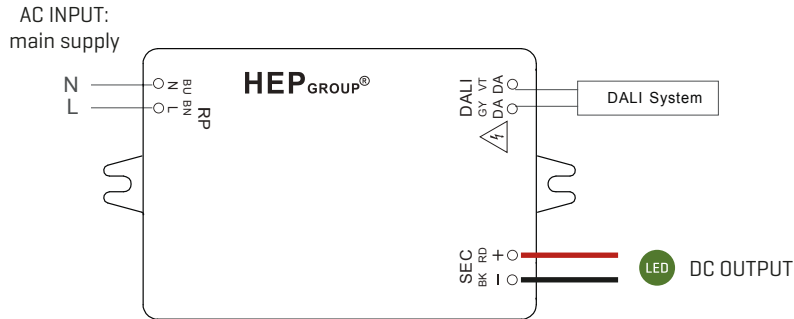 AC INPUT:
main supply
N
L
N BU
L BN
RP
HEP GROUP®
DALI
VT DA
GY DA
DALI System
SEC
RD +
BK -
LED
DC OUTPUT